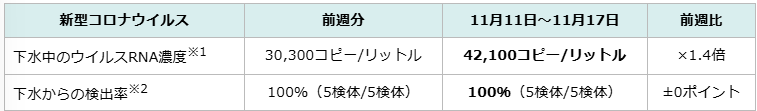 新型コロナウイルス 前週分 11月11日～11月17日 前週比
下水中のウイルスRNA濃度※1 30,300コピー/リットル 42,100コピー/リットル ×1.4倍
下水からの検出率※2 100%（5検体/5検体） 100%（5検体/5検体） ±0ポイント